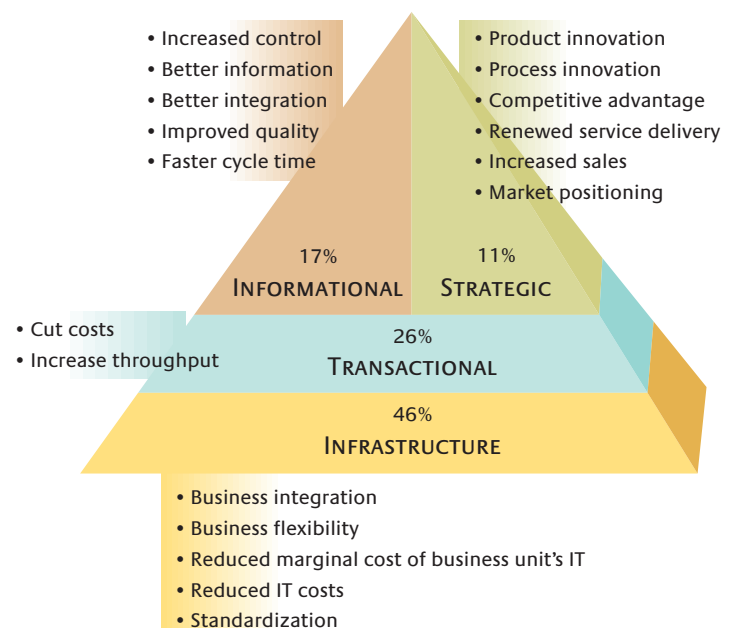 • Increased control
• Better information
• Better integration
• Improved quality
• Faster cycle time
• Product innovation
• Process innovation
• Competitive advantage
• Renewed service delivery
• Increased sales
• Market positioning
17%
INFORMATIONAL
11%
STRATEGIC
• Cut costs
• Increase throughput
26%
TRANSACTIONAL
46%
INFRASTRUCTURE
• Business integration
• Business flexibility
• Reduced marginal cost of business unit's IT
• Reduced IT costs
• Standardization